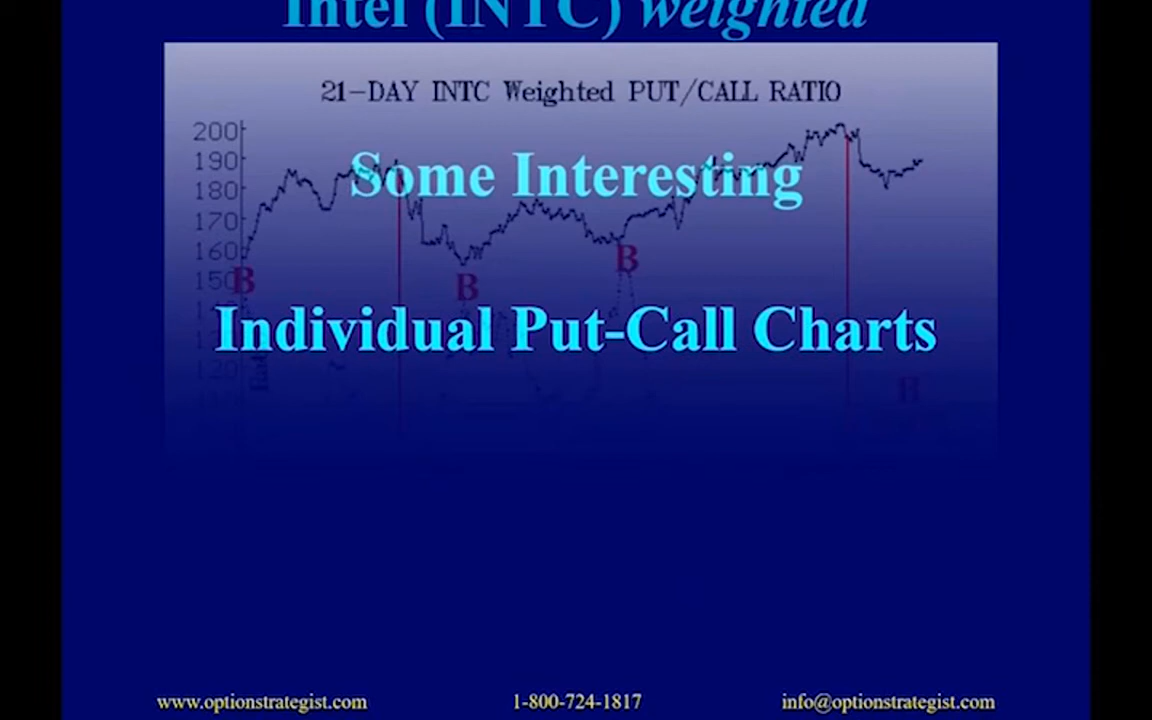 Intel (INTC) weighted
21-DAY INTC Weighted PUT/CALL RATIO
200
190
Some Interesting
180
170
160
B
150
B
B
Individual Put-Call Charts
120
B
www.optionstrategist.com 1-800-724-1817 info@optionstrategist.com